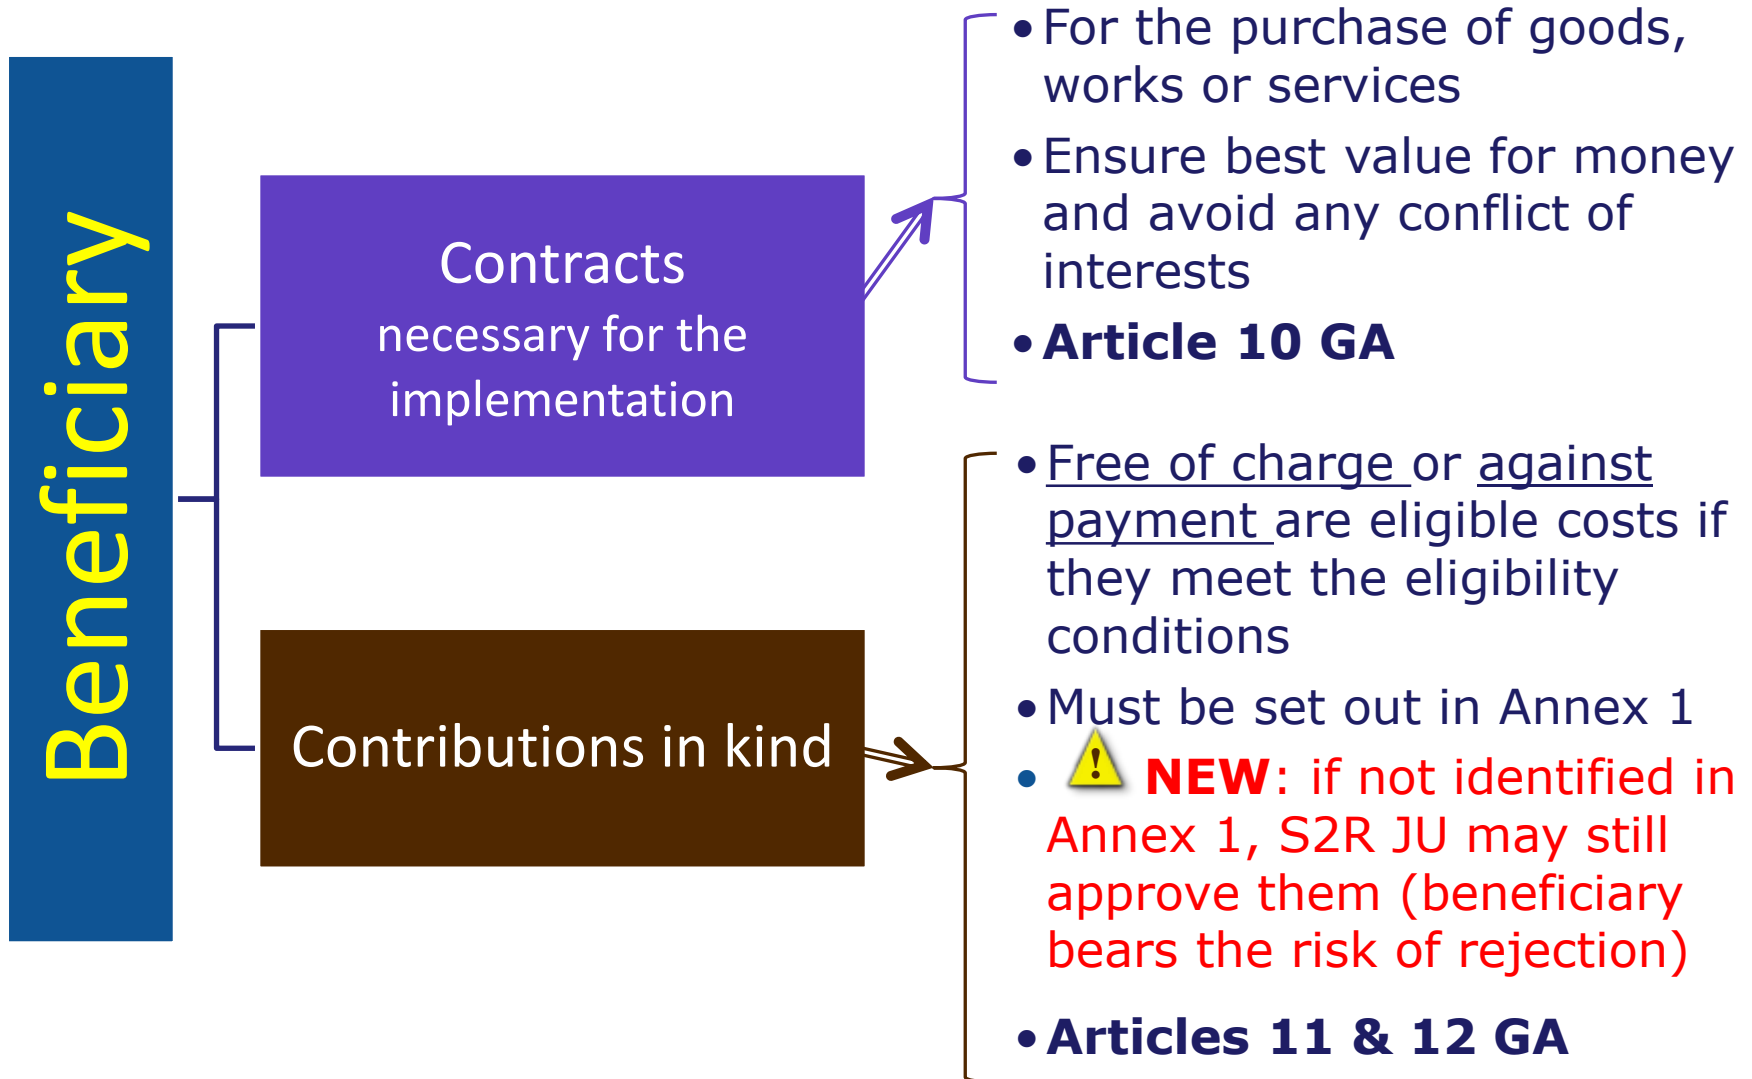 Beneficiary
Contracts
necessary for the
implementation
• For the purchase of goods,
works or services
• Ensure best value for money
and avoid any conflict of
interests
• Article 10 GA
Contributions in kind
• Free of charge or against
payment are eligible costs if
they meet the eligibility
conditions
• Must be set out in Annex 1
• ! NEW: if not identified in
Annex 1, S2R JU may still
approve them (beneficiary
bears the risk of rejection)
• Articles 11 & 12 GA